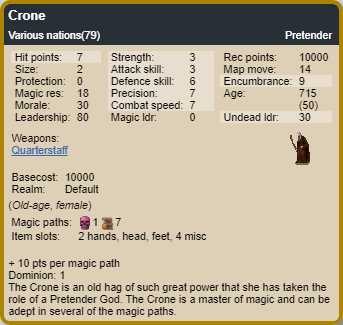 Crone
Various nations(79) Pretender
Hit points: 7 Strength: 3 Rec points: 10000
Size: 2 Attack skill: 3 Map move: 14
Protection: 0 Defence skill: 6 Encumbrance: 9
Magic res: 18 Precision: 7 Age: 715
Morale: 30 Combat speed: 7 (50)
Leadership: 80 Magic ldr: 0 Undead ldr: 30
Weapons:
Quarterstaff
Basecost: 10000
Realm: Default
(Old-age, female)
Magic paths: 1 7
Item slots: 2 hands, head, feet, 4 misc
+ 10 pts per magic path
Dominion: 1
The Crone is an old hag of such great power that she has taken the
role of a Pretender God. The Crone is a master of magic and can be
adept in several of the magic paths.